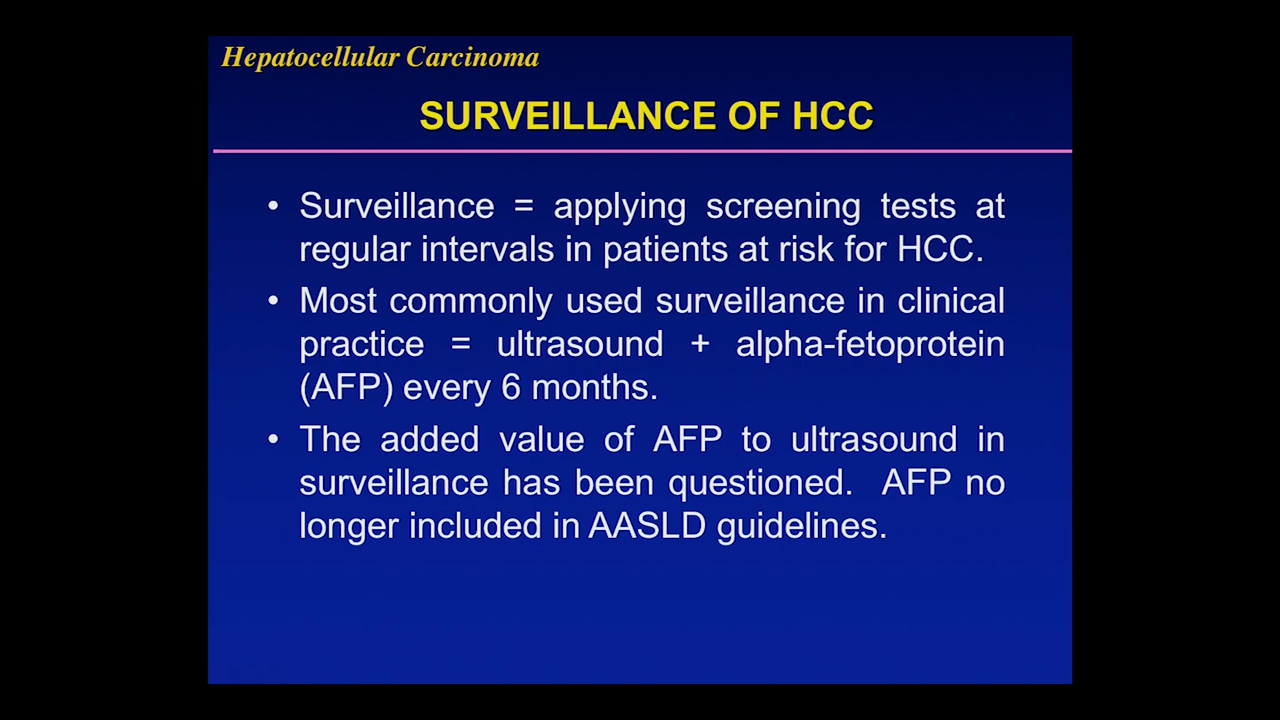 Hepatocellular Carcinoma
SURVEILLANCE OF HCC
• Surveillance = applying screening tests at
regular intervals in patients at risk for HCC.
• Most commonly used surveillance in clinical
practice = ultrasound + alpha-fetoprotein
(AFP) every 6 months.
• The added value of AFP to ultrasound in
surveillance has been questioned. AFP no
longer included in AASLD guidelines.